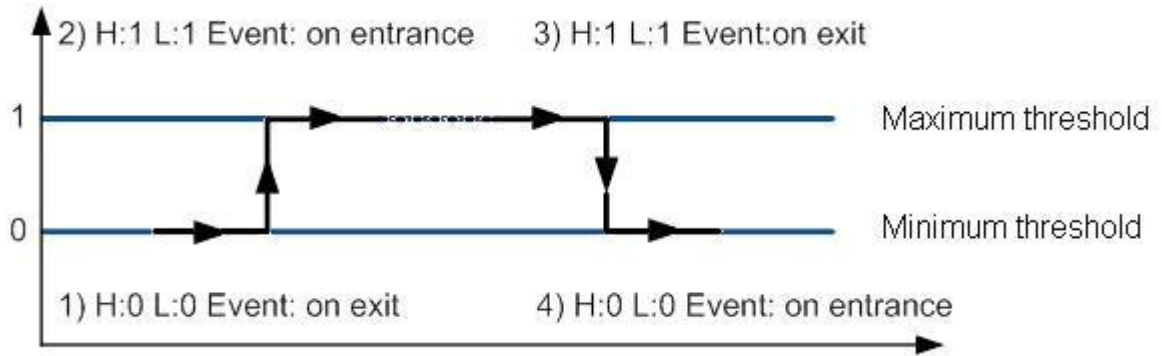 2) H:1 L:1 Event: on entrance
3) H:1 L:1 Event:on exit
1
Maximum threshold
0
Minimum threshold
1) H:0 L:0 Event: on exit
4) H:0 L:0 Event: on entrance